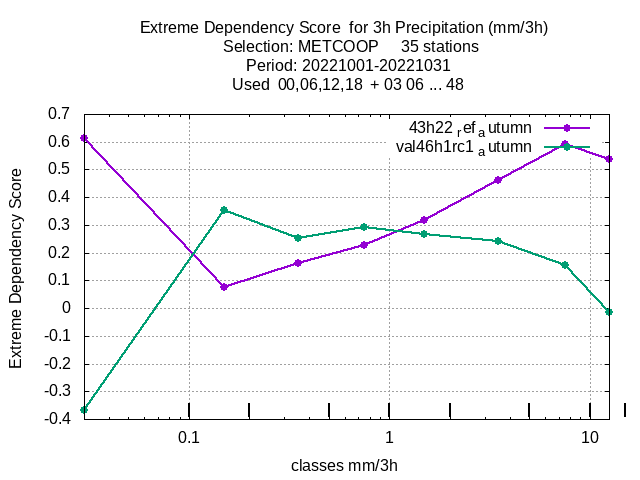 Extreme Dependency Score  for 3h Precipitation (mm/3h)
Selection: METCOOP     35 stations
Period: 20221001-20221031
Used  00,06,12,18  + 03 06 ... 48
43h22 ref a utumn
val46h1rc1 a utumn
Extreme Dependency Score
0.7
0.6
0.5
0.4
0.3
0.2
0.1
0
-0.1
-0.2
-0.3
-0.4
0.1 1 10
classes mm/3h